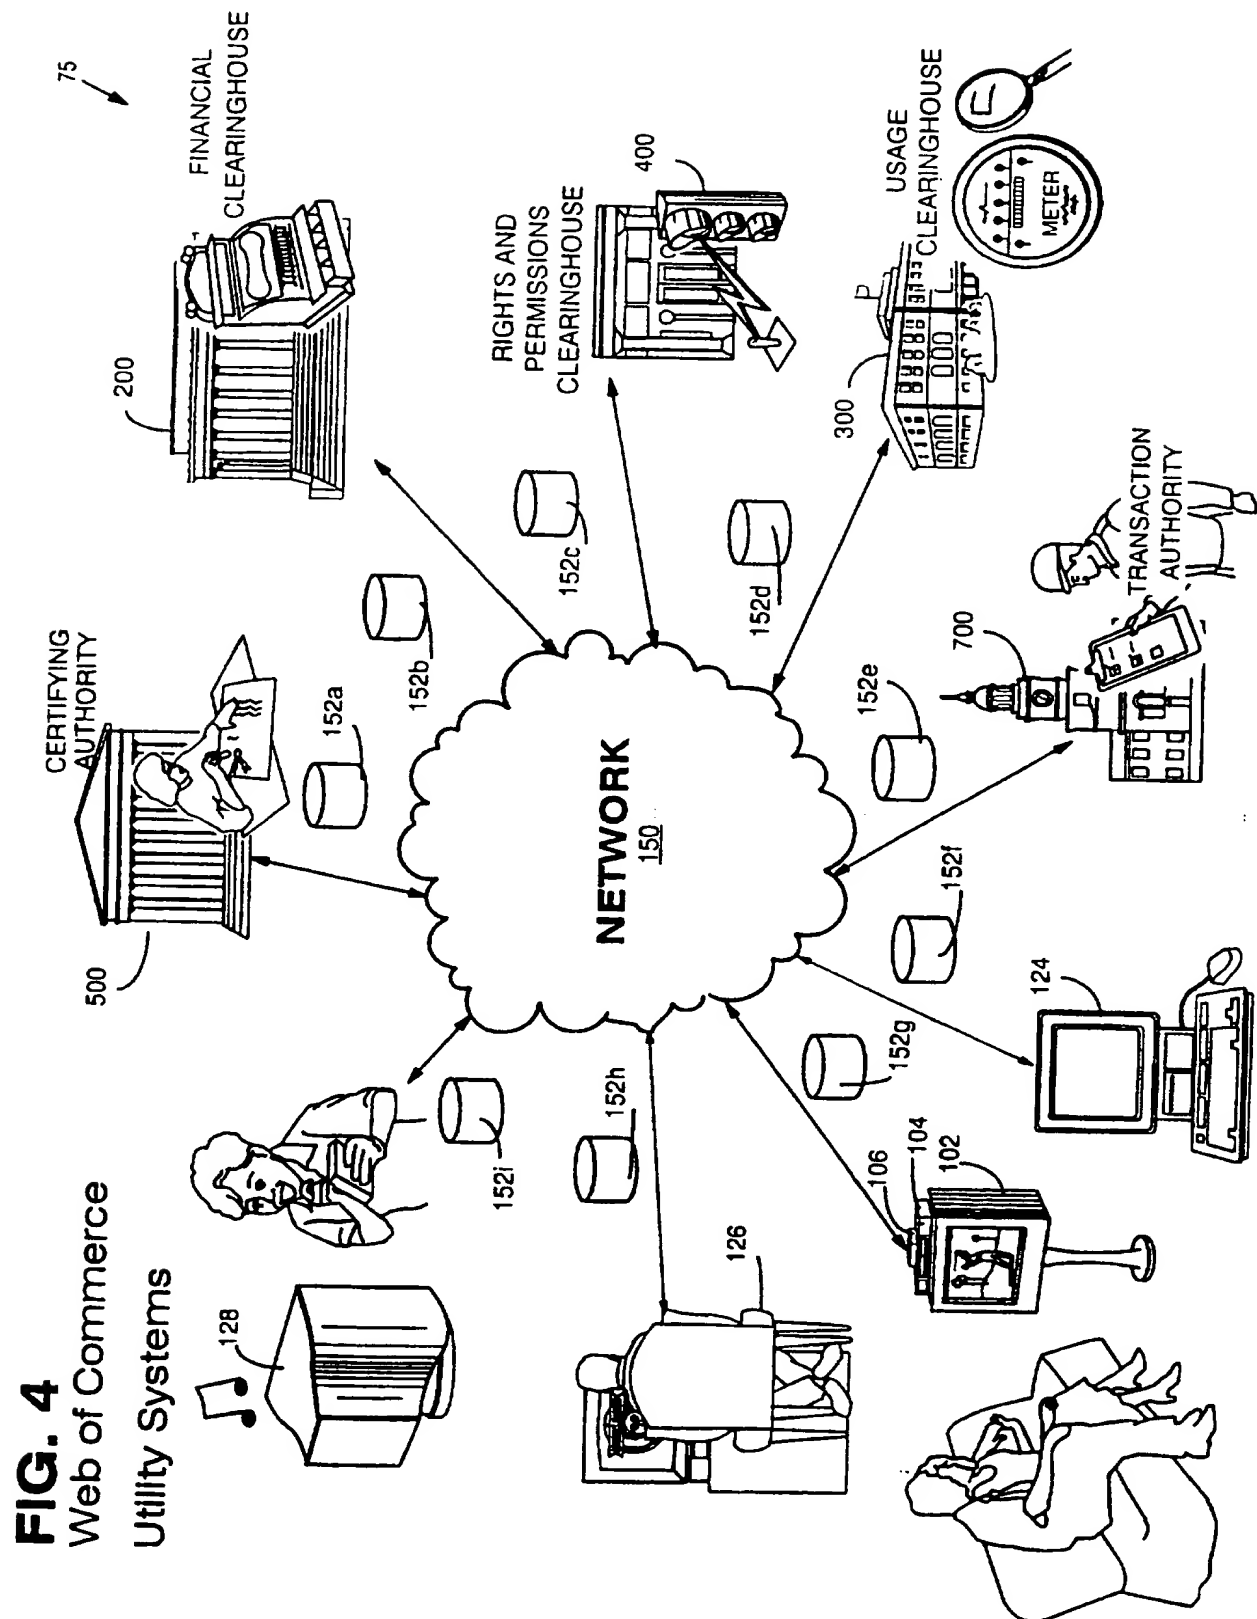 FIG. 4
Web of Commerce
Utility Systems
75
CERTIFYING
AUTHORITY
500
FINANCIAL
CLEARINGHOUSE
200
RIGHTS AND
PERMISSIONS
CLEARINGHOUSE
400
USAGE
CLEARINGHOUSE
300
METER
TRANSACTION
AUTHORITY
700
NETWORK
150
152a
152b
152c
152d
152e
152f
152g
152h
152i
128
126
106
104
102
124